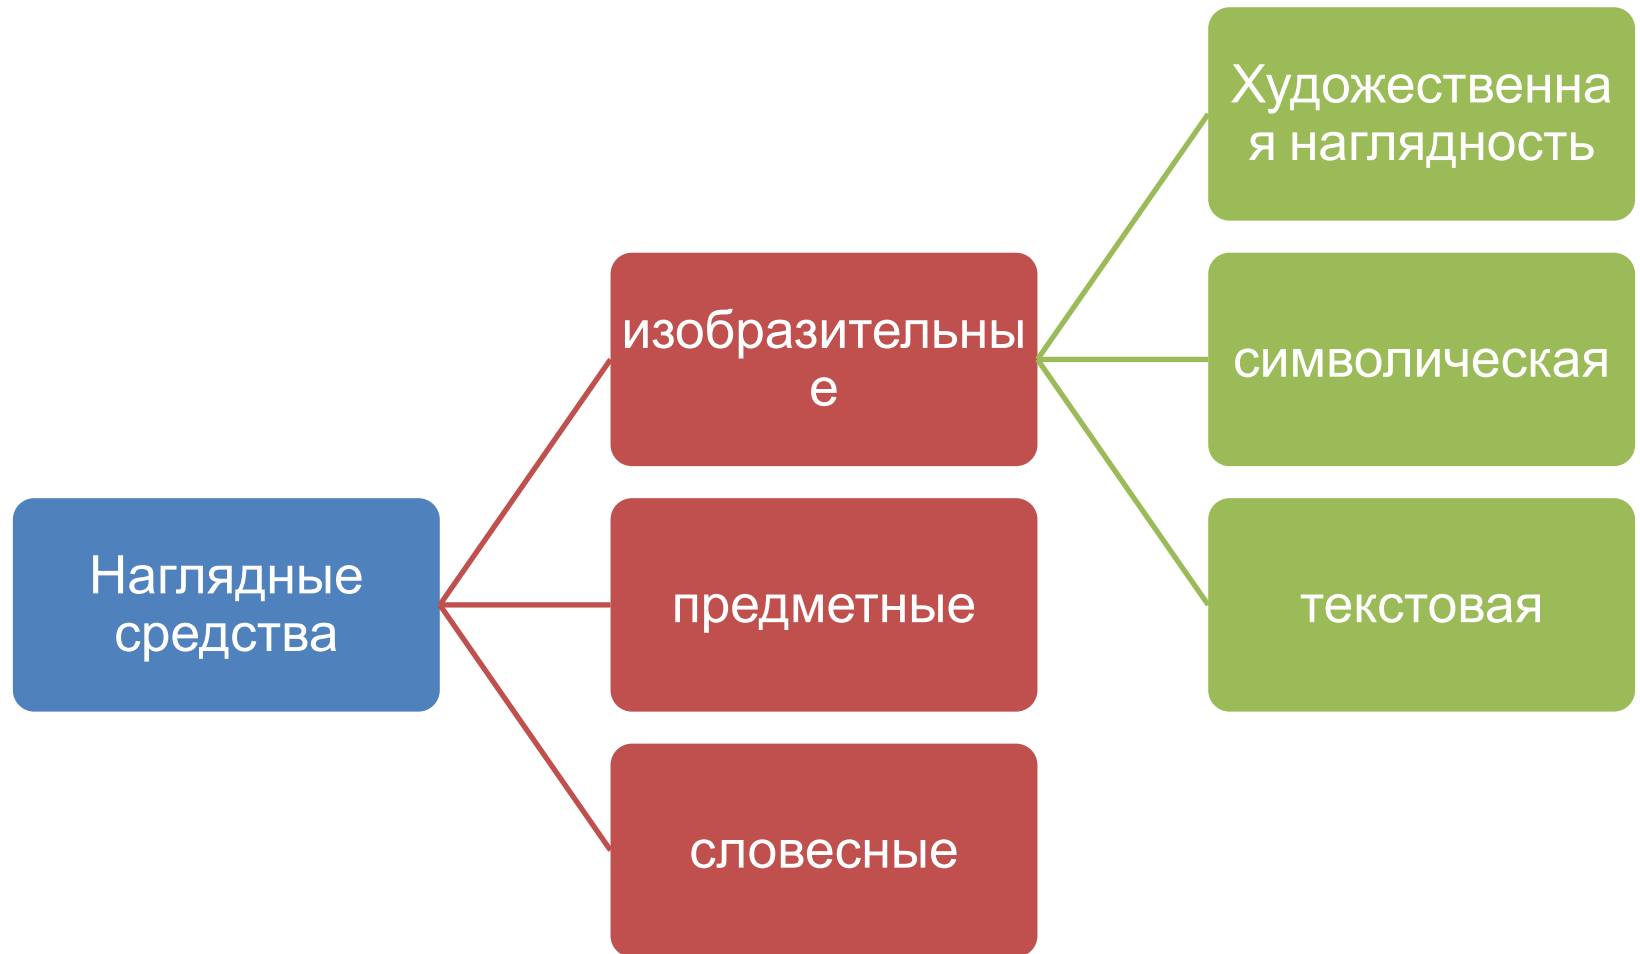 Художественна
я наглядность
изобразительны
е
символическая
Наглядные
средства
предметные
текстовая
словесные